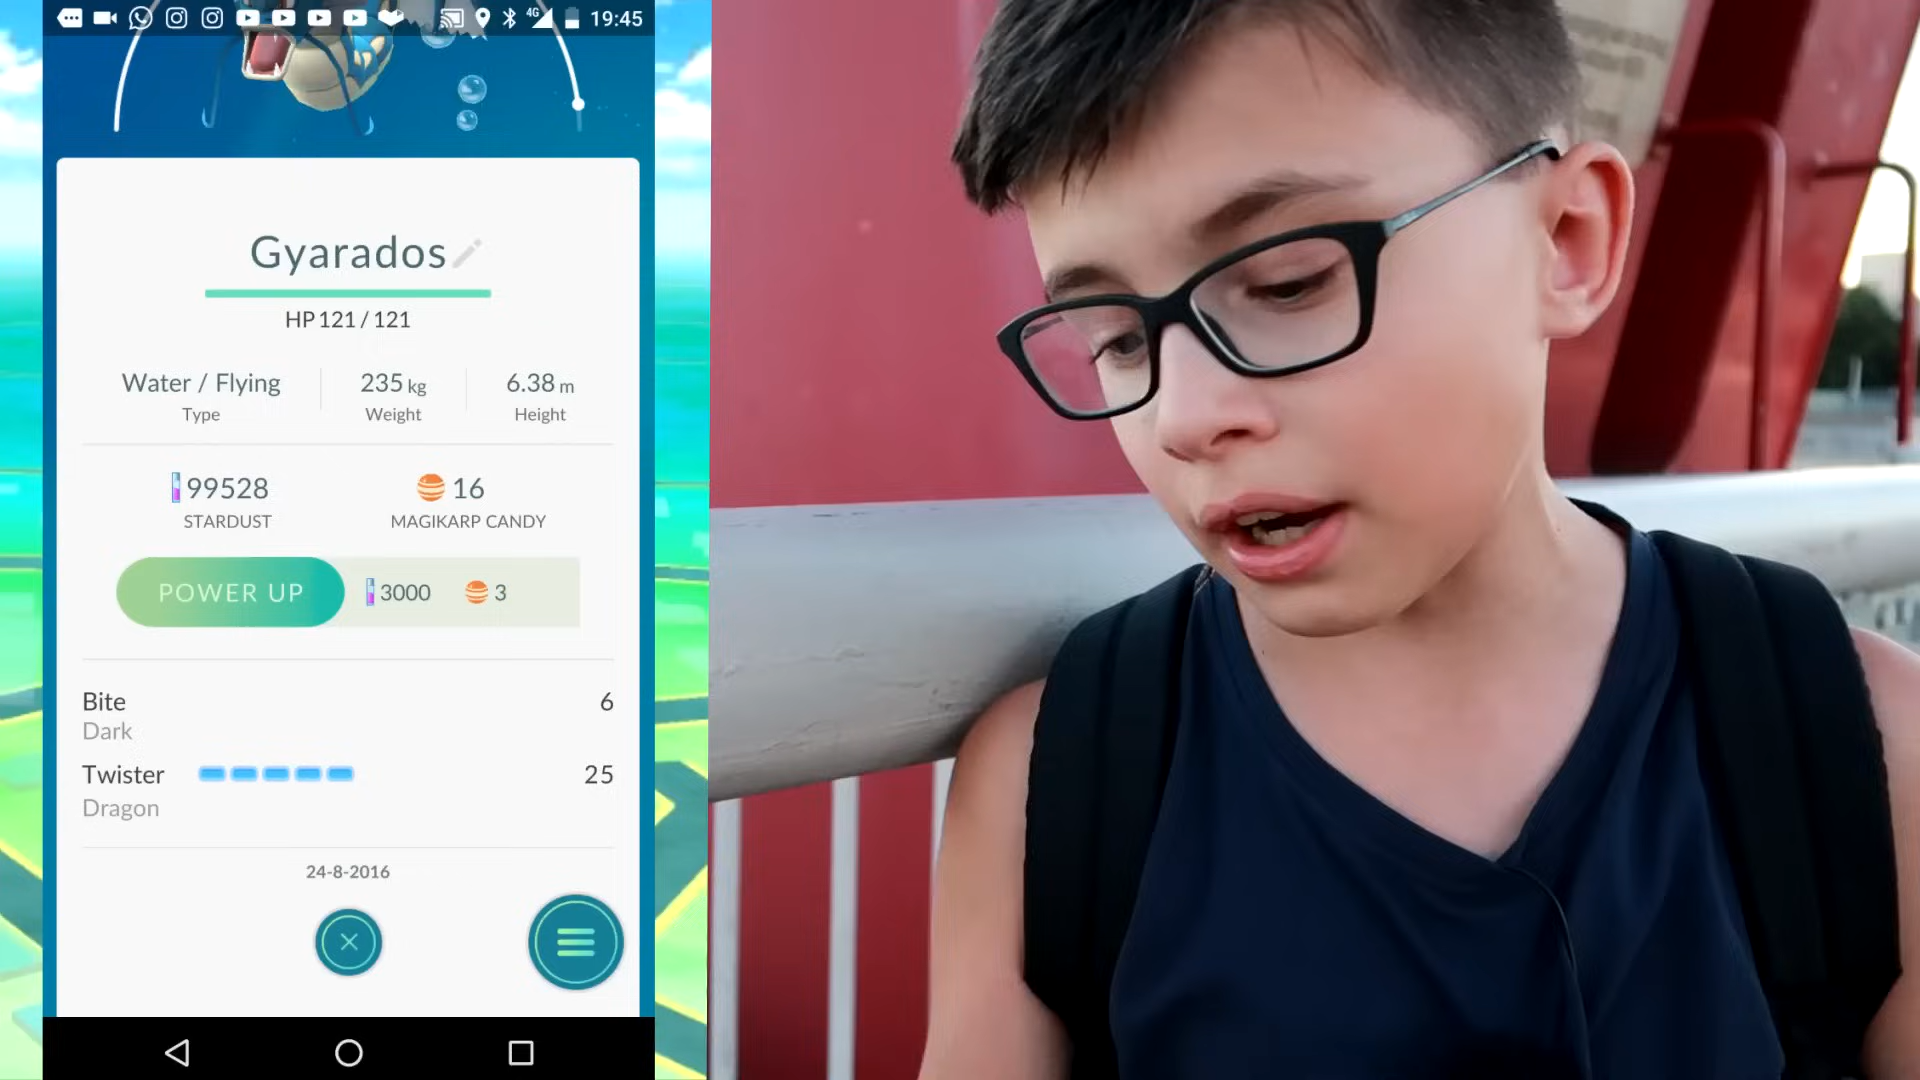 4G 19:45
Gyarados
HP 121 / 121
Water / Flying
Type
235 kg
Weight
6.38 m
Height
99528
STARDUST
16
MAGIKARP CANDY
POWER UP
3000
3
Bite
6
Dark
Twister
25
Dragon
24-8-2016